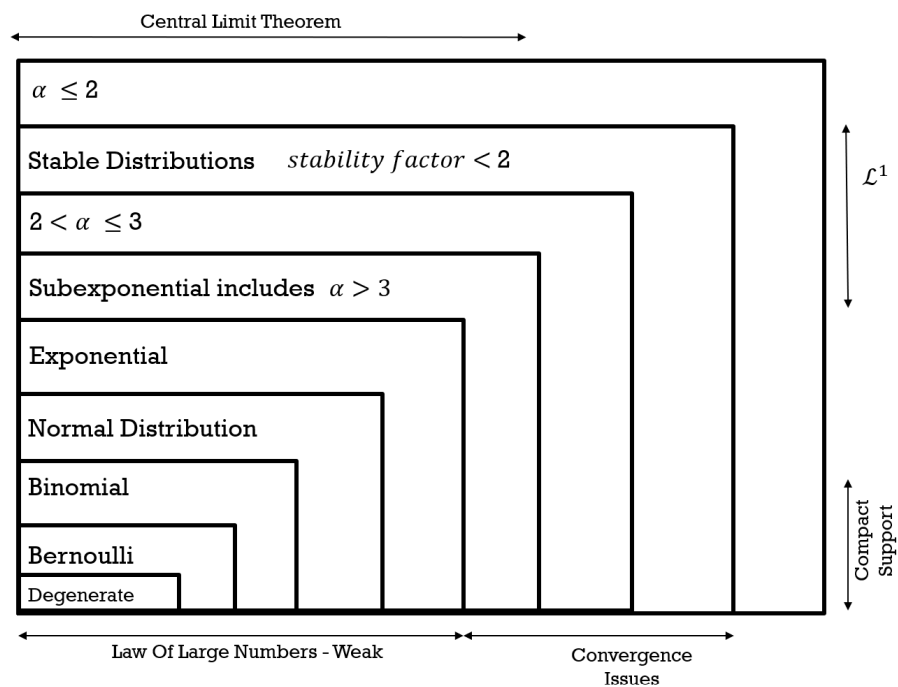 Central Limit Theorem
α ≤ 2
Stable Distributions stability factor < 2
ℒ¹
2 < α ≤ 3
Subexponential includes α > 3
Exponential
Normal Distribution
Binomial
Bernoulli
Degenerate
Compact
Support
Law Of Large Numbers - Weak
Convergence
Issues